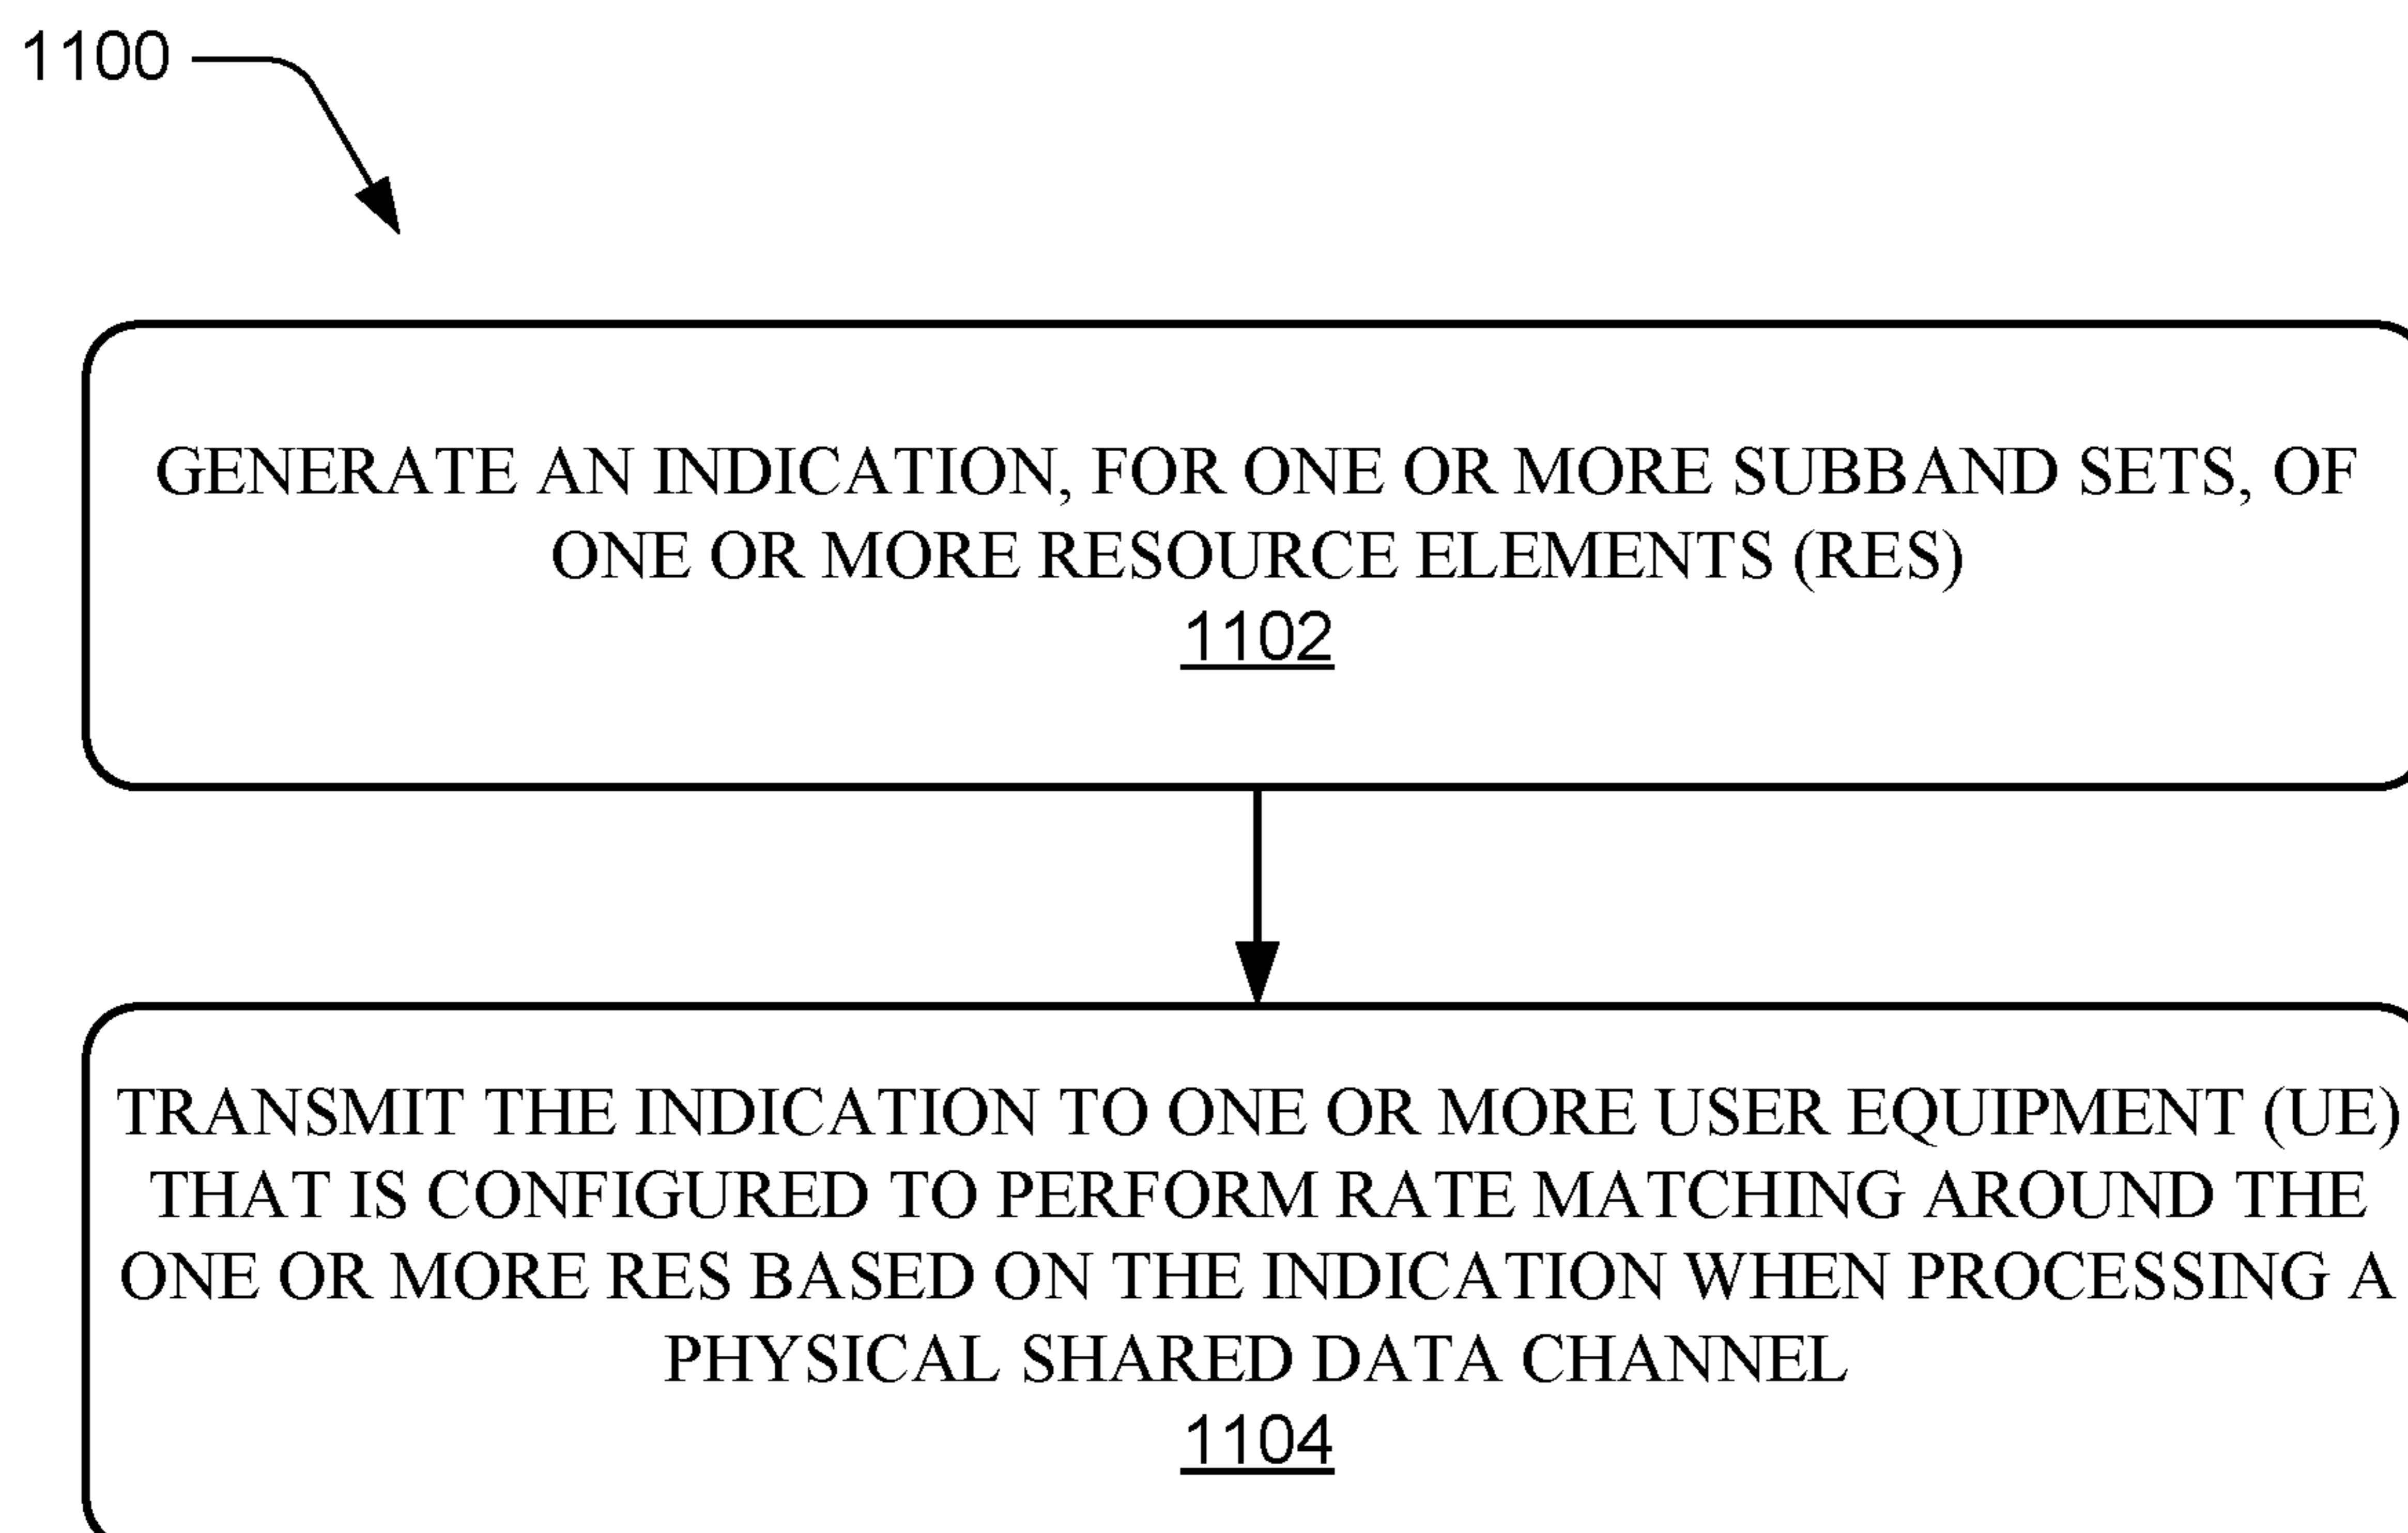 1100
GENERATE AN INDICATION, FOR ONE OR MORE SUBBAND SETS, OF
ONE OR MORE RESOURCE ELEMENTS (RES)
1102
TRANSMIT THE INDICATION TO ONE OR MORE USER EQUIPMENT (UE)
THAT IS CONFIGURED TO PERFORM RATE MATCHING AROUND THE
ONE OR MORE RES BASED ON THE INDICATION WHEN PROCESSING A
PHYSICAL SHARED DATA CHANNEL
1104